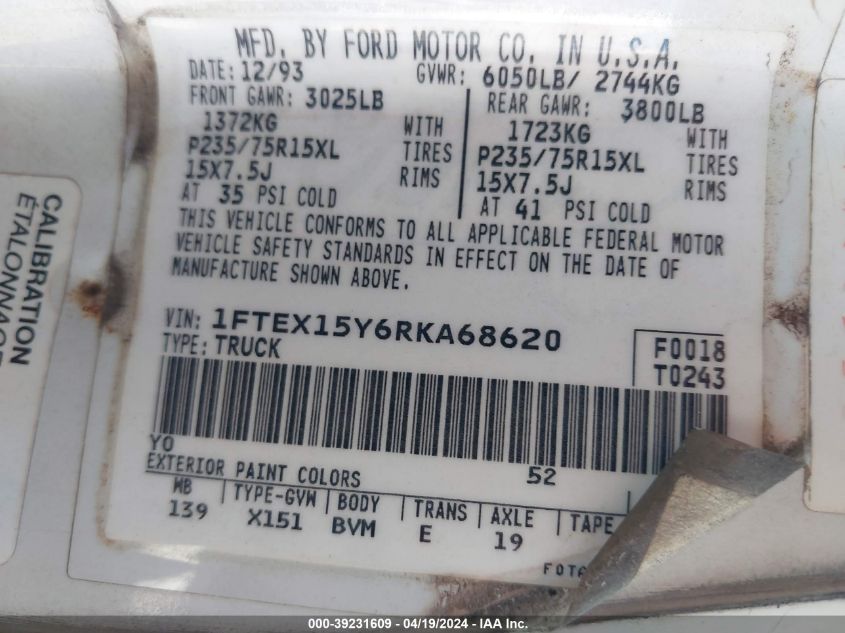 MFD. BY FORD MOTOR CO. IN U.S.A.
DATE: 12/93 GVWR: 6050LB/ 2744KG
FRONT GAWR: 3025LB REAR GAWR: 3800LB
1372KG WITH 1723KG WITH
P235/75R15XL TIRES P235/75R15XL TIRES
15X7.5J RIMS 15X7.5J RIMS
AT 35 PSI COLD AT 41 PSI COLD
THIS VEHICLE CONFORMS TO ALL APPLICABLE FEDERAL MOTOR
VEHICLE SAFETY STANDARDS IN EFFECT ON THE DATE OF
MANUFACTURE SHOWN ABOVE.
VIN: 1FTEX15Y6RKA68620
TYPE: TRUCK
F0018
T0243
YO 52
EXTERIOR PAINT COLORS
WB TYPE-GVW BODY TRANS AXLE TAPE
139 X151 BVM E 19
CALIBRATION
000-39231609 - 04/19/2024 - IAA Inc.